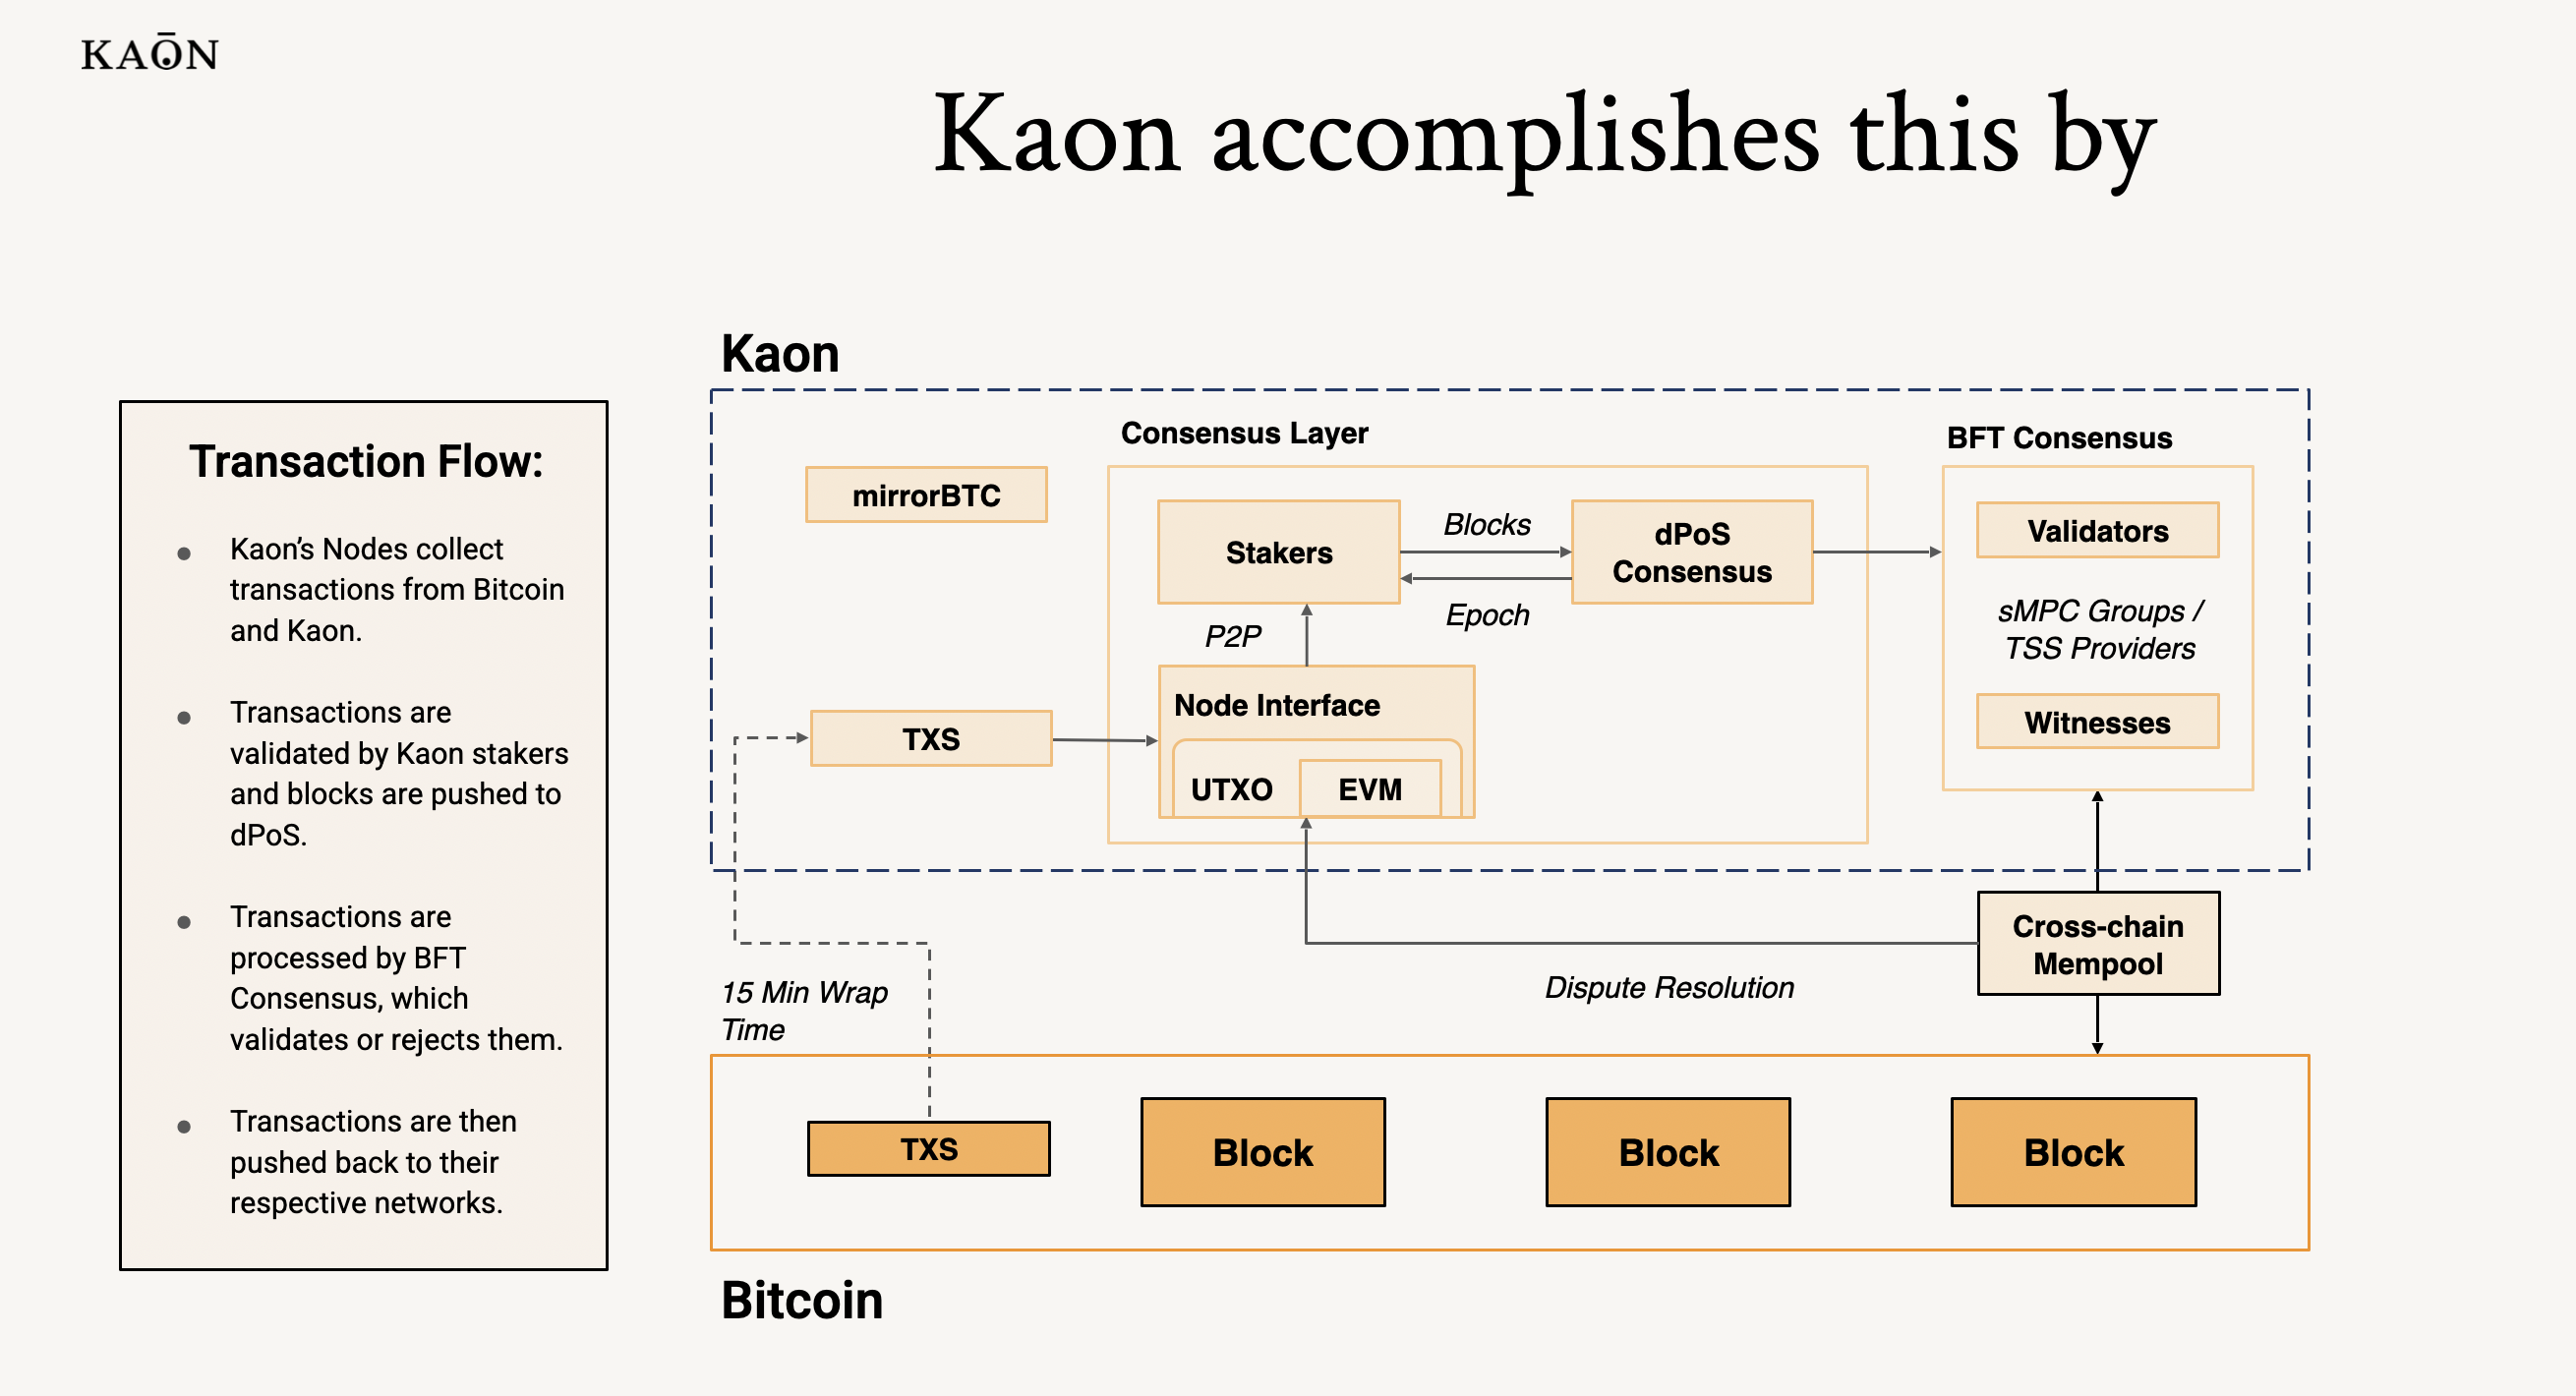 KAŌN
Kaon accomplishes this by
Transaction Flow:
● Kaon’s Nodes collect
transactions from Bitcoin
and Kaon.
● Transactions are
validated by Kaon stakers
and blocks are pushed to
dPoS.
● Transactions are
processed by BFT
Consensus, which
validates or rejects them.
● Transactions are then
pushed back to their
respective networks.
Kaon
Consensus Layer
BFT Consensus
mirrorBTC
Stakers
Blocks
Epoch
dPoS
Consensus
Validators
sMPC Groups /
TSS Providers
Witnesses
P2P
Node Interface
UTXO
EVM
TXS
Cross-chain
Mempool
Dispute Resolution
15 Min Wrap
Time
TXS
Block
Block
Block
Bitcoin